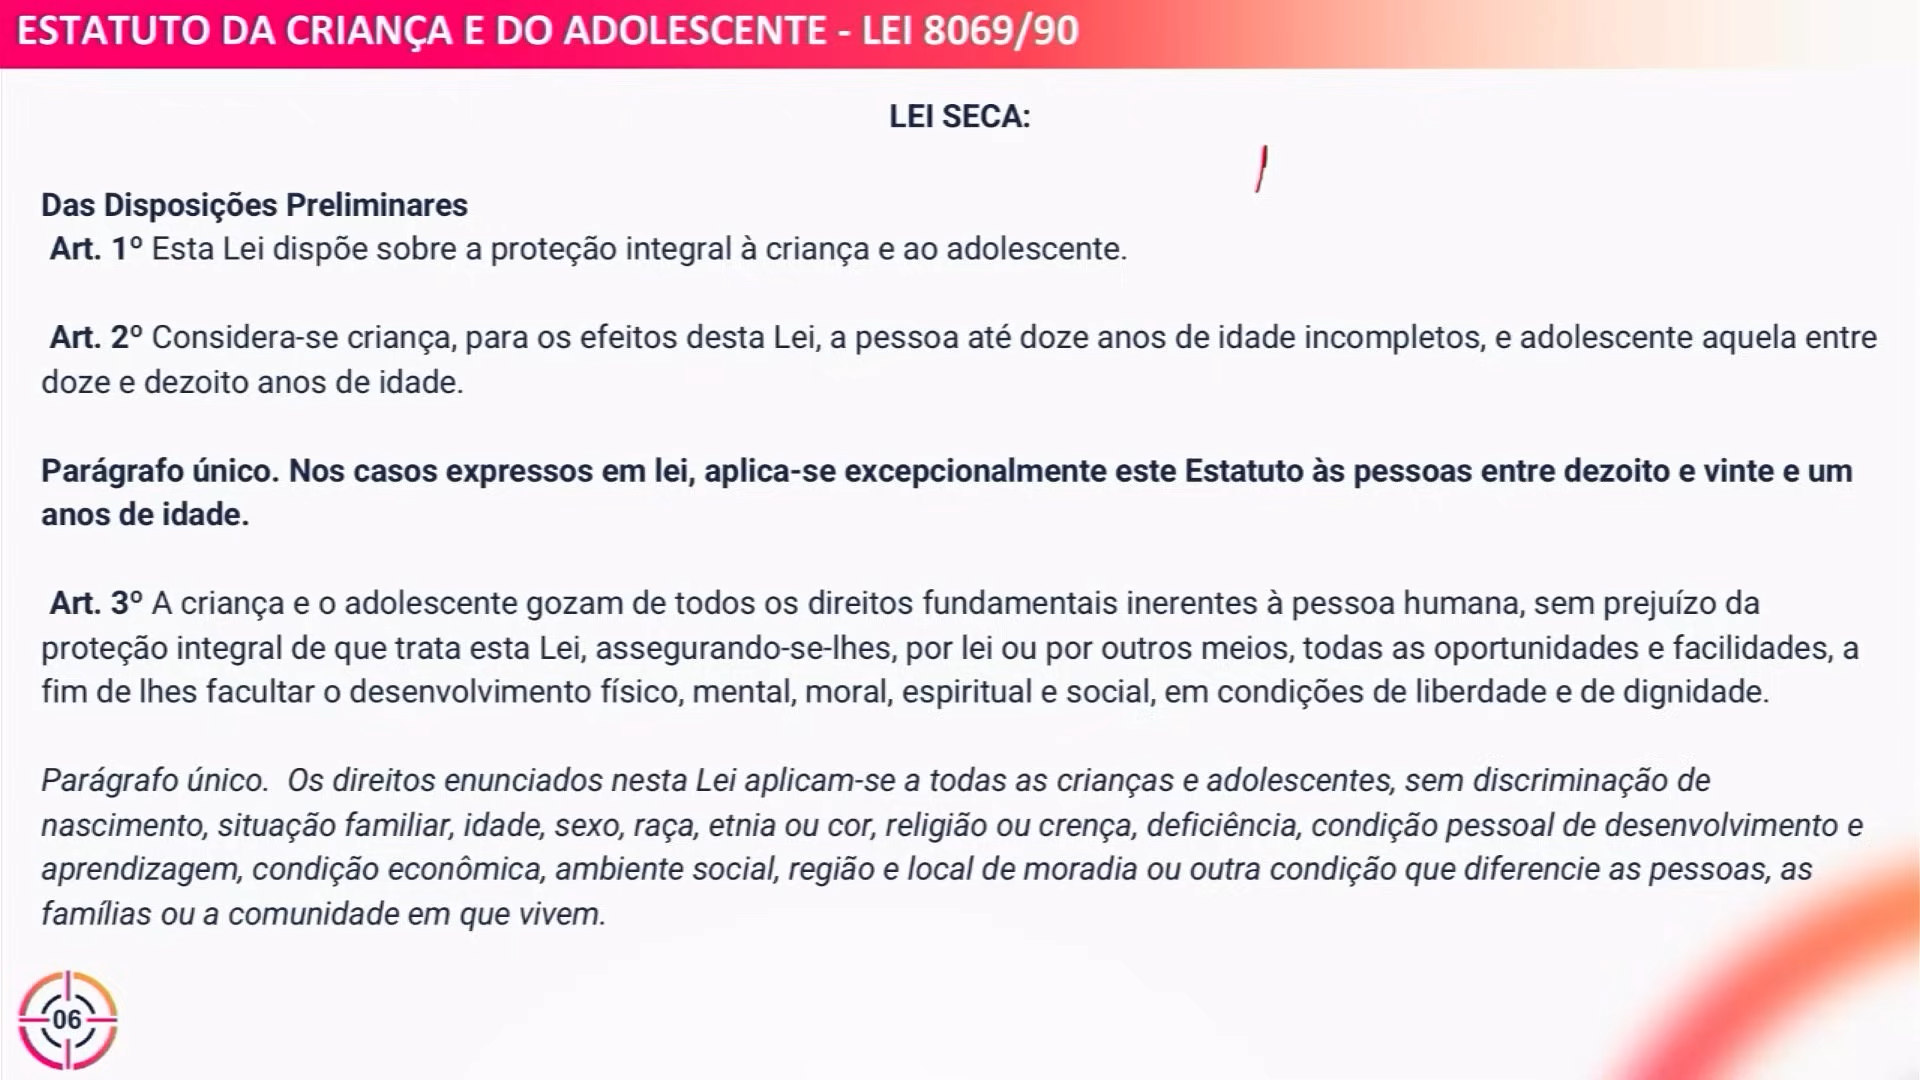 ESTATUTO DA CRIANÇA E DO ADOLESCENTE - LEI 8069/90
LEI SECA:
Das Disposições Preliminares
Art. 1º Esta Lei dispõe sobre a proteção integral à criança e ao adolescente.
Art. 2º Considera-se criança, para os efeitos desta Lei, a pessoa até doze anos de idade incompletos, e adolescente aquela entre
doze e dezoito anos de idade.
Parágrafo único. Nos casos expressos em lei, aplica-se excepcionalmente este Estatuto às pessoas entre dezoito e vinte e um
anos de idade.
Art. 3º A criança e o adolescente gozam de todos os direitos fundamentais inerentes à pessoa humana, sem prejuízo da
proteção integral de que trata esta Lei, assegurando-se-lhes, por lei ou por outros meios, todas as oportunidades e facilidades, a
fim de lhes facultar o desenvolvimento físico, mental, moral, espiritual e social, em condições de liberdade e de dignidade.
Parágrafo único. Os direitos enunciados nesta Lei aplicam-se a todas as crianças e adolescentes, sem discriminação de
nascimento, situação familiar, idade, sexo, raça, etnia ou cor, religião ou crença, deficiência, condição pessoal de desenvolvimento e
aprendizagem, condição econômica, ambiente social, região e local de moradia ou outra condição que diferencie as pessoas, as
famílias ou a comunidade em que vivem.
06